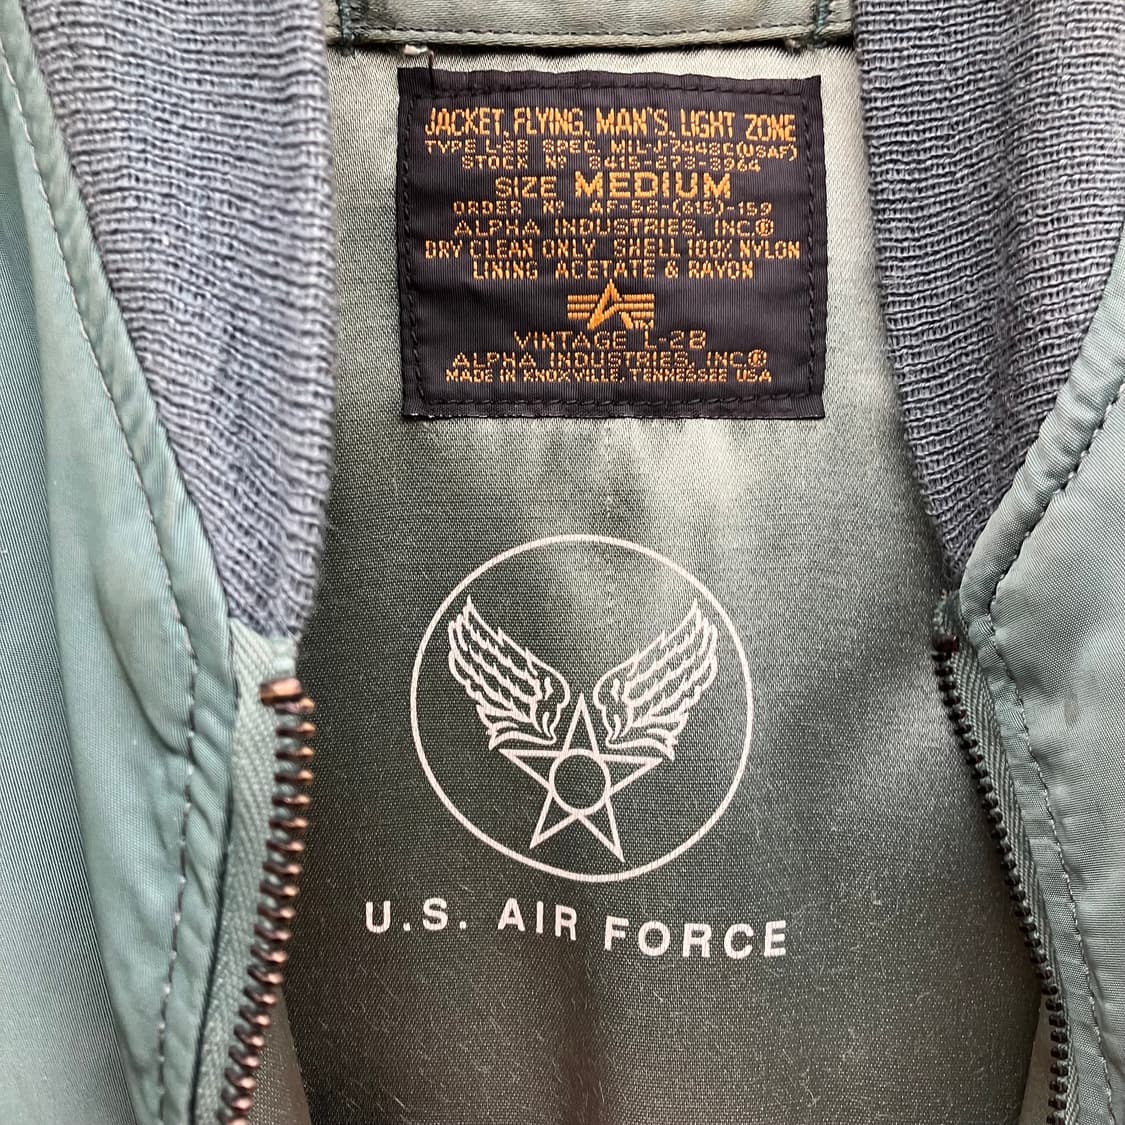 JACKET, FLYING, MAN'S, LIGHT ZONE
TYPE L-2B SPEC. MIL-J-7448C(USAF)
STOCK Nº 8415-273-5964
SIZE MEDIUM
ORDER Nº AF-52-(615)-159
ALPHA INDUSTRIES, INC.®
DRY CLEAN ONLY SHELL 100% NYLON
LINING ACETATE & RAYON
TM
VINTAGE L-2B
ALPHA INDUSTRIES, INC.®
MADE IN KNOXVILLE, TENNESSEE USA
U.S. AIR FORCE